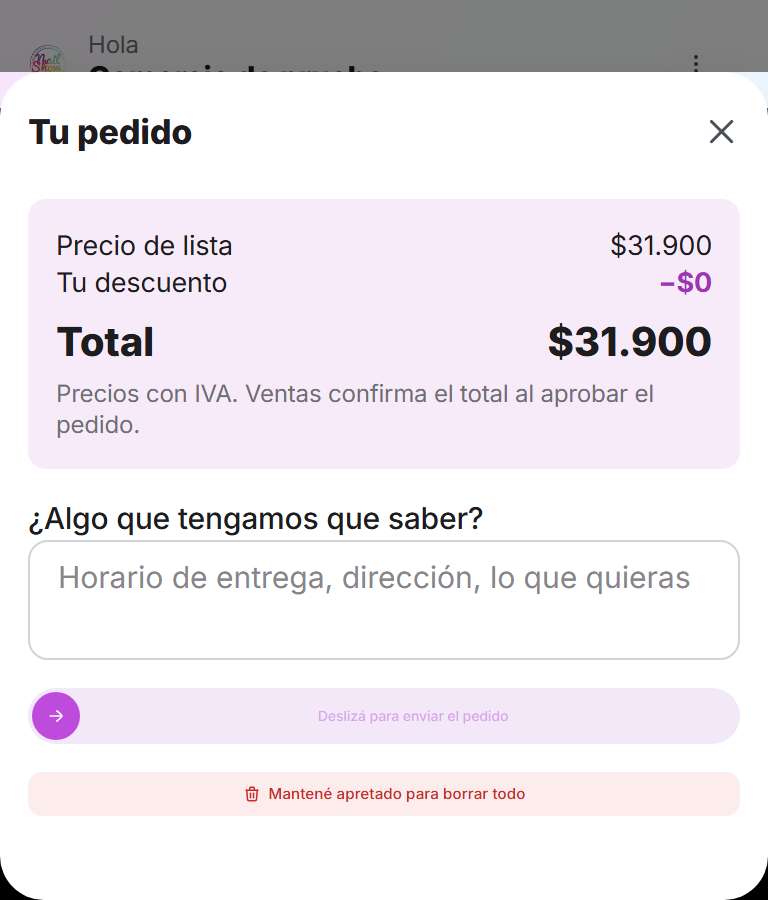 Hola
Tu pedido
Precio de lista $31.900
Tu descuento –$0
Total $31.900
Precios con IVA. Ventas confirma el total al aprobar el
pedido.
¿Algo que tengamos que saber?
Horario de entrega, dirección, lo que quieras
Deslizá para enviar el pedido
Mantené apretado para borrar todo